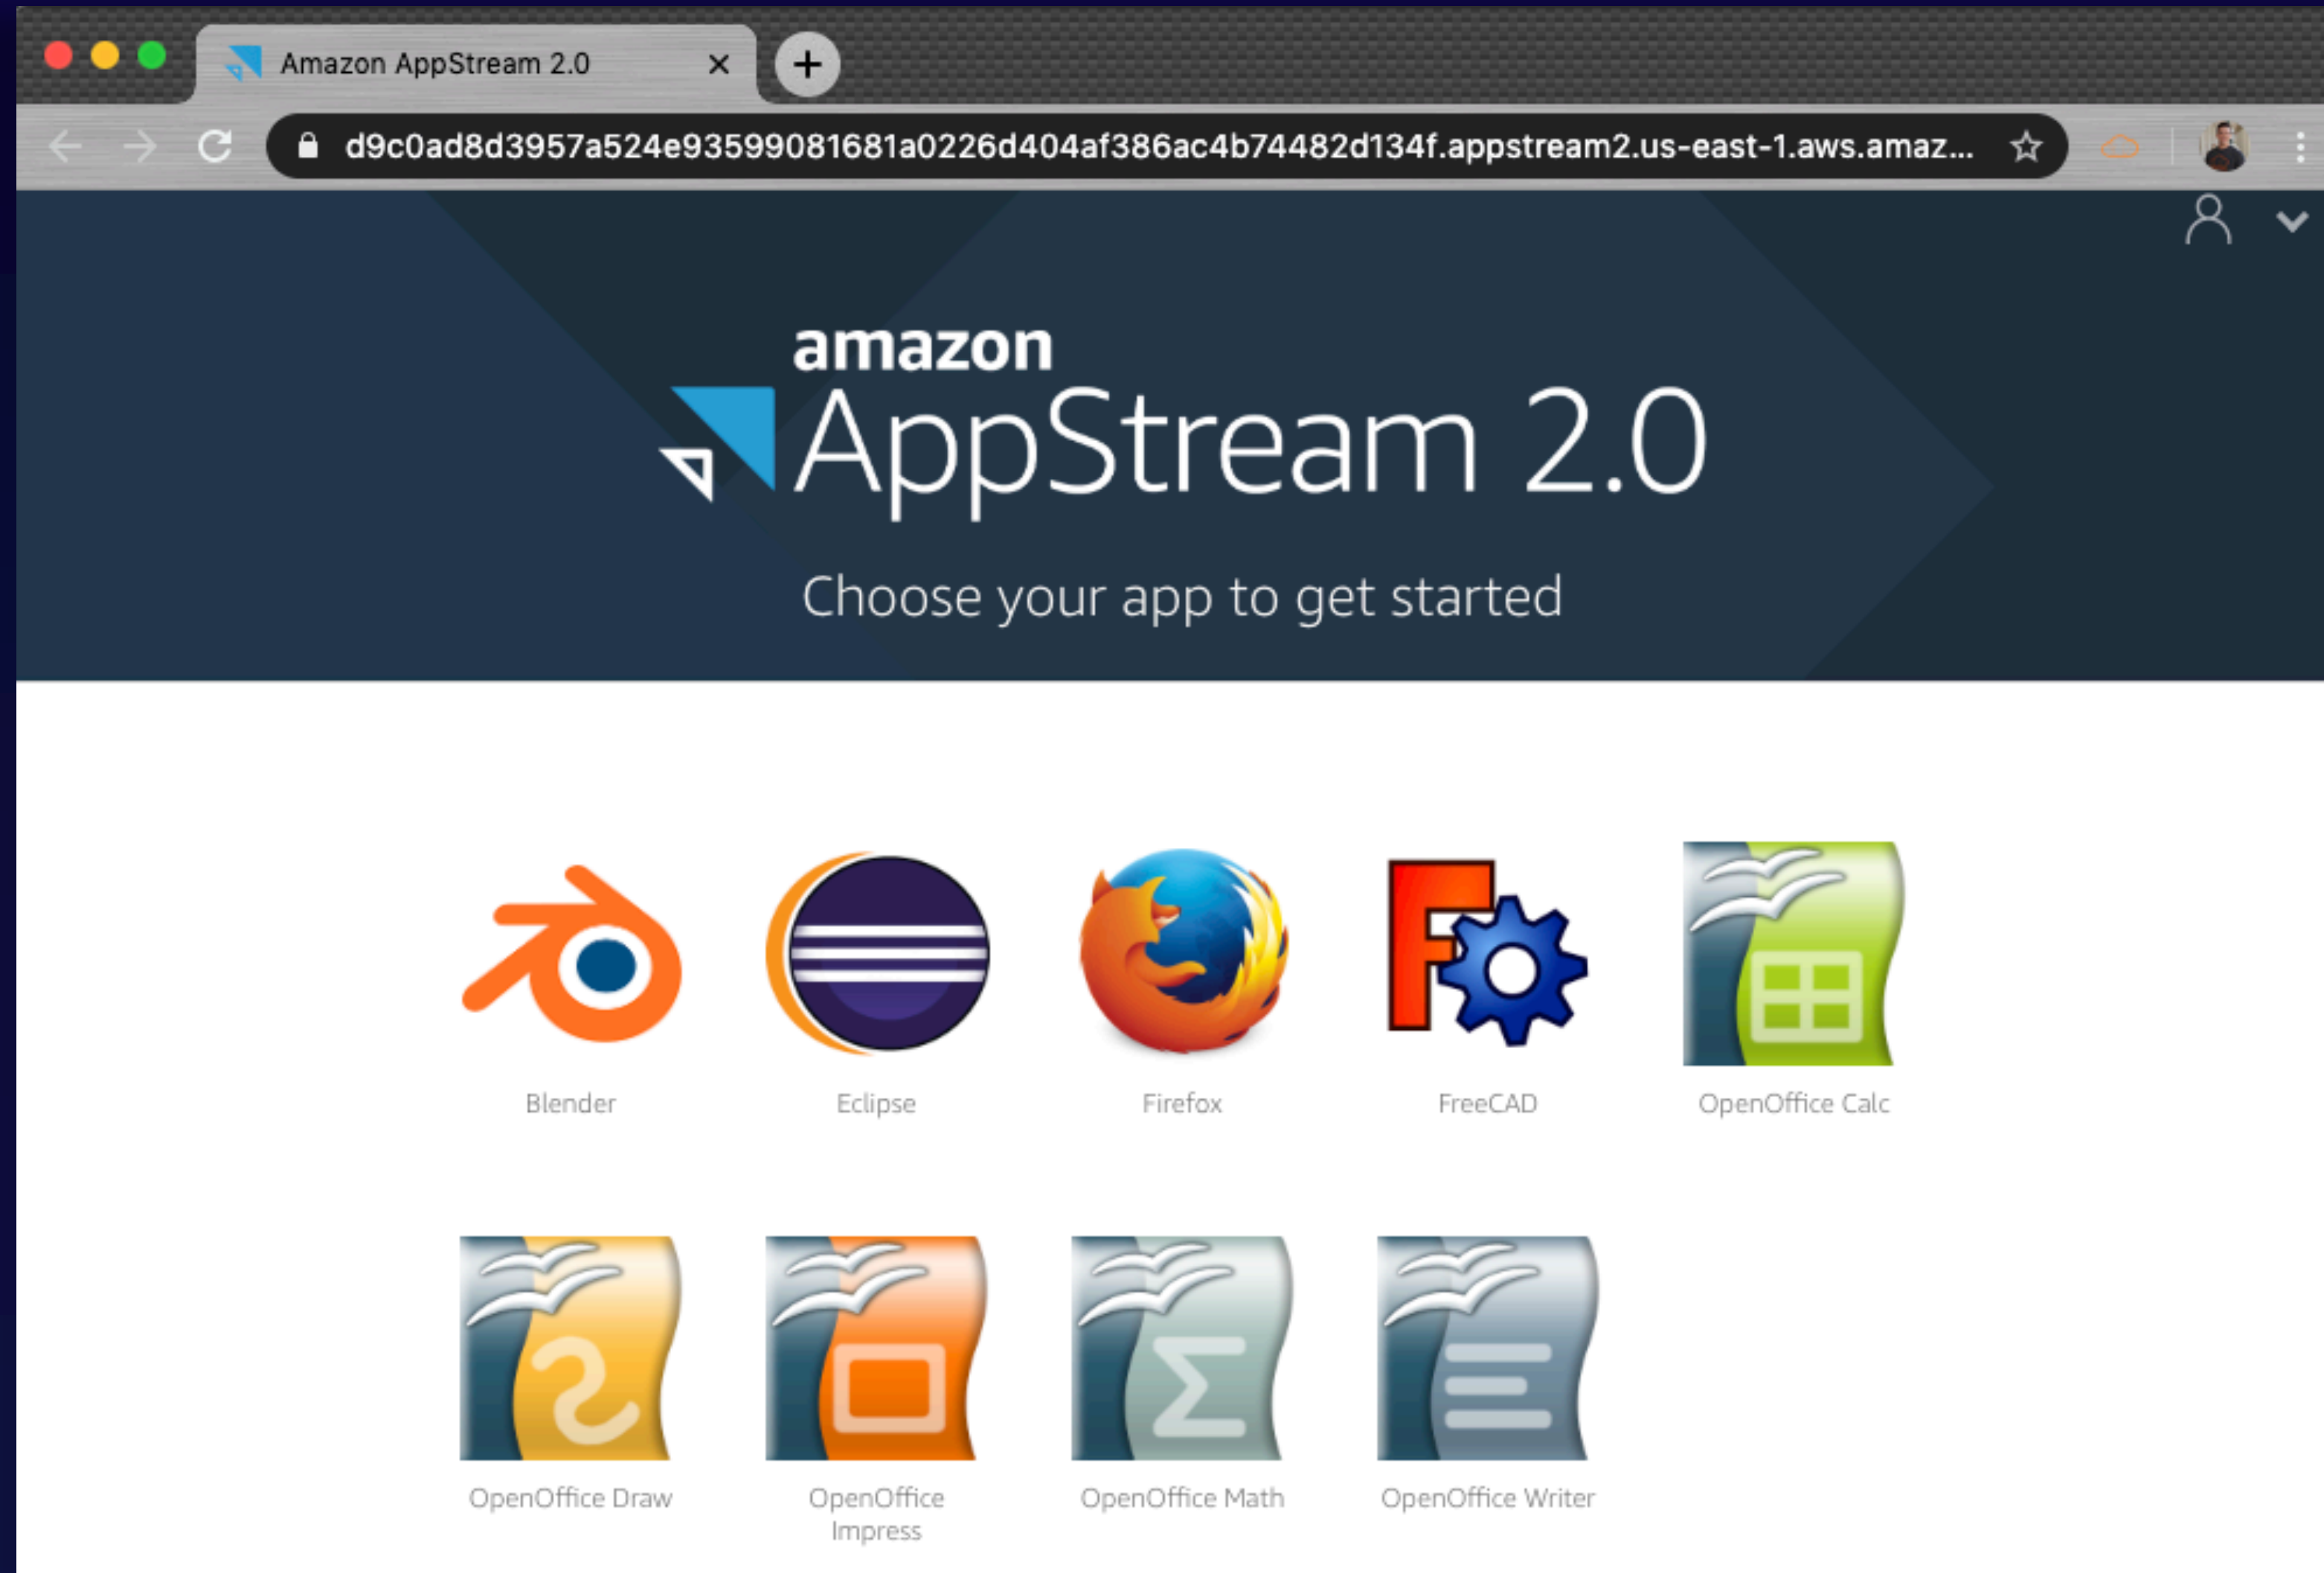 Amazon AppStream 2.0
d9c0ad8d3957a524e93599081681a0226d404af386ac4b74482d134f.appstream2.us-east-1.aws.amaz...
amazon
AppStream 2.0
Choose your app to get started
Blender
Eclipse
Firefox
FreeCAD
OpenOffice Calc
OpenOffice Draw
OpenOffice
Impress
OpenOffice Math
OpenOffice Writer